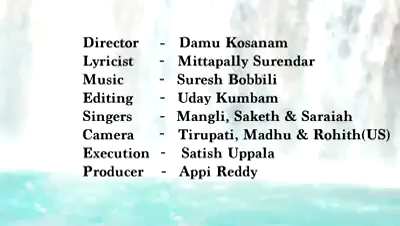 Director - Damu Kosanam
Lyricist - Mittapally Surendar
Music - Suresh Bobbili
Editing - Uday Kumbam
Singers - Mangli, Saketh & Saraiah
Camera - Tirupati, Madhu & Rohith(US)
Execution - Satish Uppala
Producer - Appi Reddy